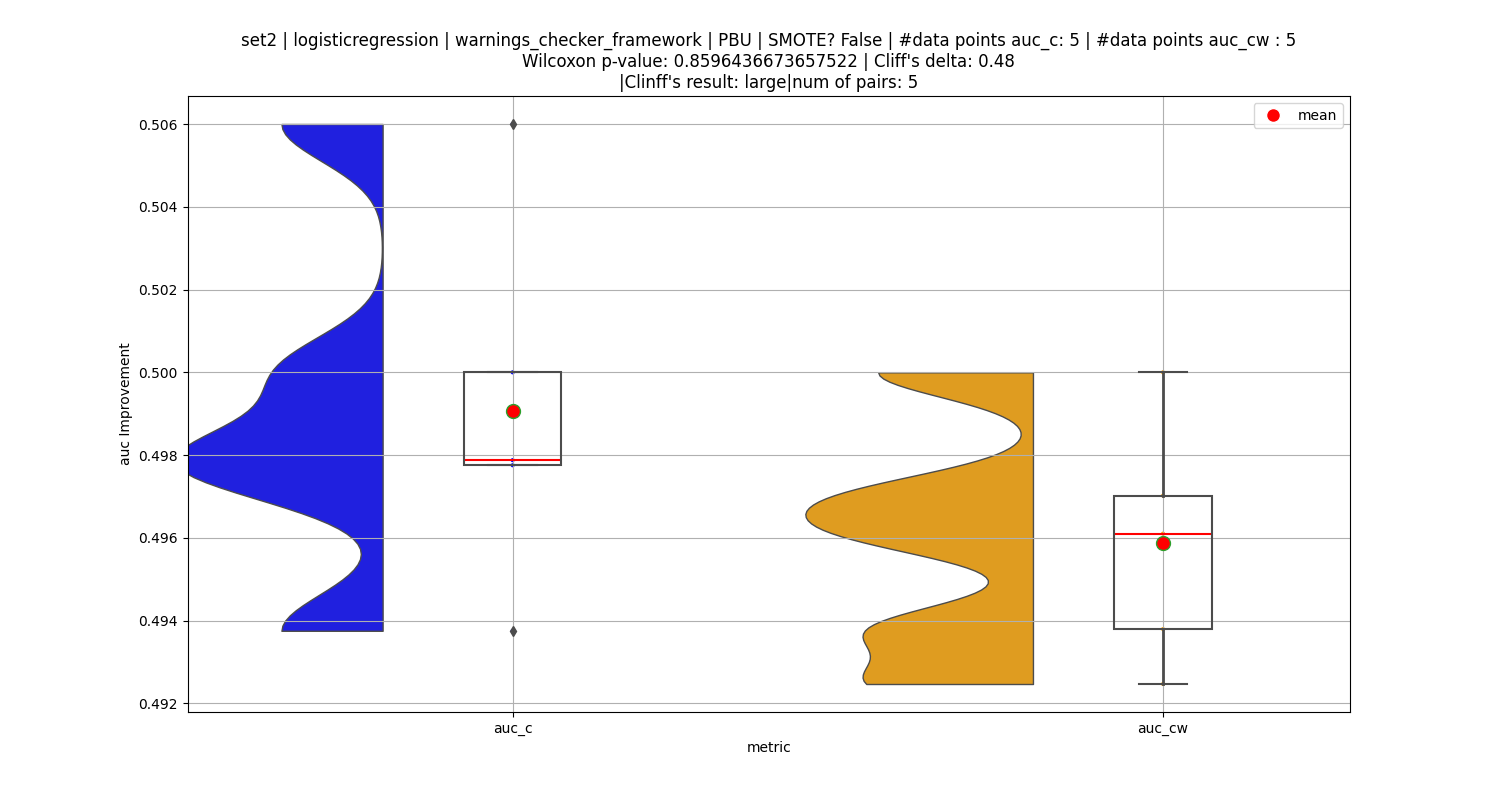 set2 | logisticregression | warnings_checker_framework | PBU | SMOTE? False | #data points auc_c: 5 | #data points auc_cw : 5
Wilcoxon p-value: 0.8596436673657522 | Cliff's delta: 0.48
|Clinff's result: large|num of pairs: 5
mean
0.506
0.504
0.502
0.500
0.498
0.496
0.494
0.492
auc Improvement
auc_c
auc_cw
metric